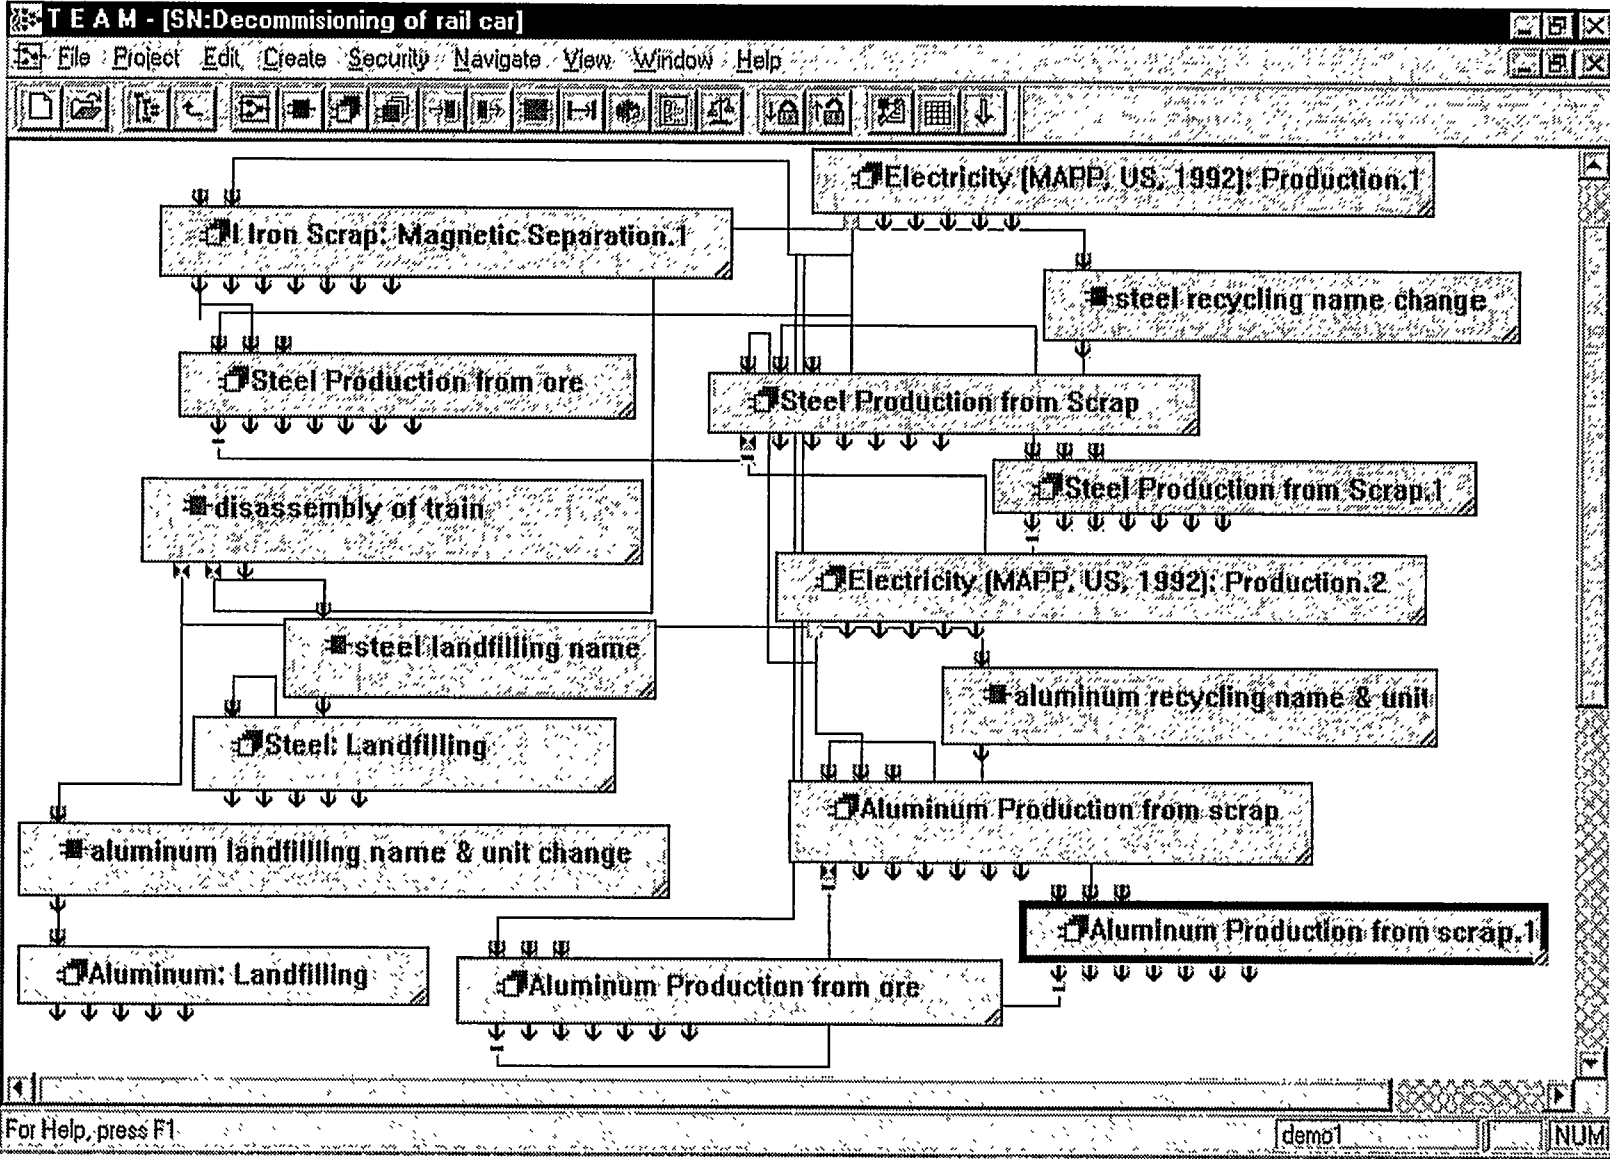 T E A M - [SN:Decommisioning of rail car]
File Project Edit Create Security Navigate View Window Help
Electricity (MAPP, US, 1992): Production.1
I Iron Scrap: Magnetic Separation.1
steel recycling name change
Steel Production from ore
Steel Production from Scrap
Steel Production from Scrap.1
disassembly of train
Electricity (MAPP, US, 1992): Production.2
steel landfilling name
aluminum recycling name & unit
Steel: Landfilling
Aluminum Production from scrap
aluminum landfilling name & unit change
Aluminum Production from scrap.1
Aluminum: Landfilling
Aluminum Production from ore
For Help, press F1
demo1
NUM